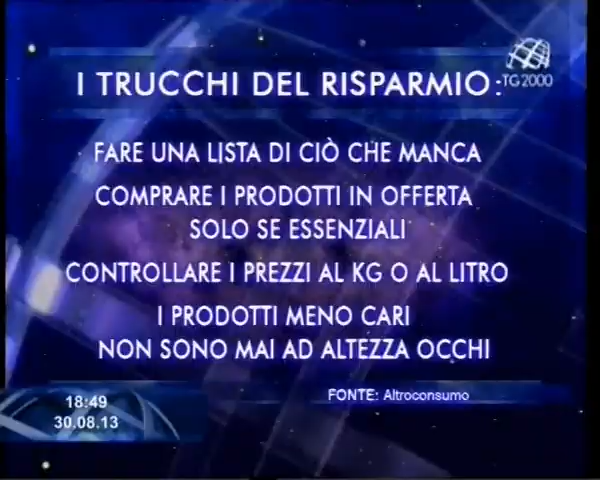 I TRUCCHI DEL RISPARMIO:
TG2000
FARE UNA LISTA DI CIÒ CHE MANCA
COMPRARE I PRODOTTI IN OFFERTA
SOLO SE ESSENZIALI
CONTROLLARE I PREZZI AL KG O AL LITRO
I PRODOTTI MENO CARI
NON SONO MAI AD ALTEZZA OCCHI
FONTE: Altroconsumo
18:49
30.08.13